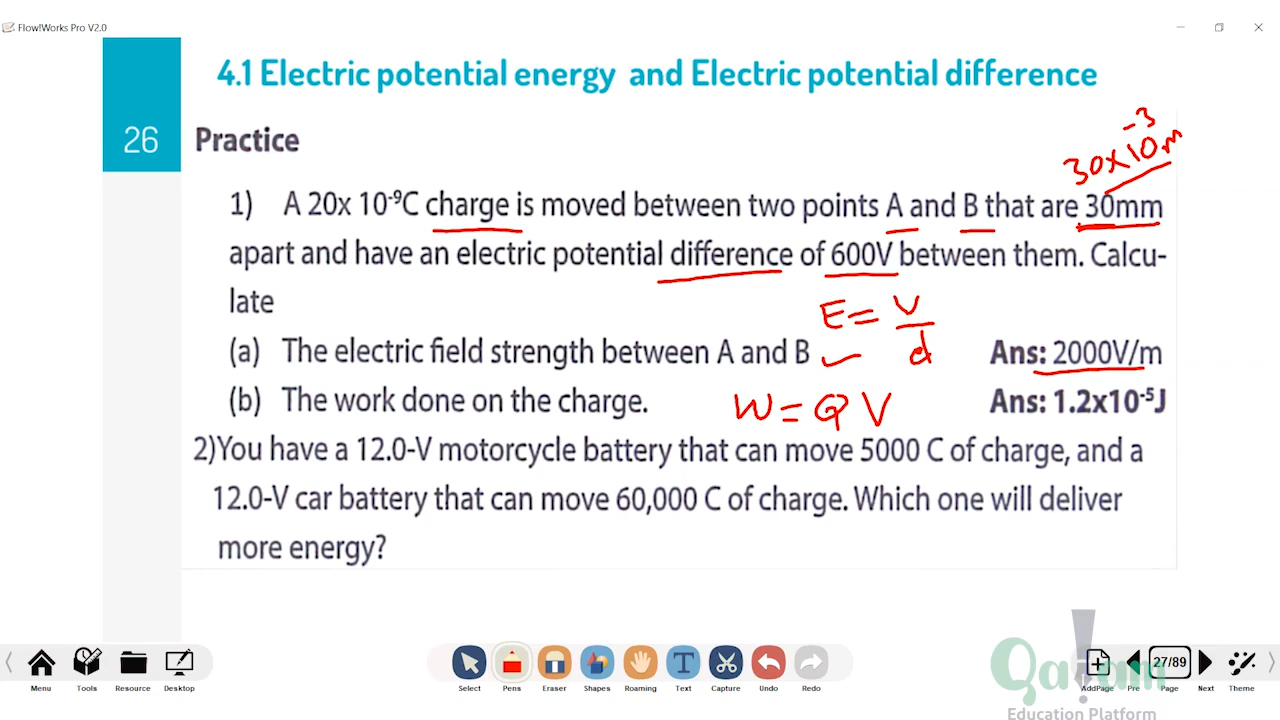 Flow!Works Pro V2.0
4.1 Electric potential energy and Electric potential difference
26 Practice
30x10⁻³m
1) A 20x 10⁻⁹C charge is moved between two points A and B that are 30mm
apart and have an electric potential difference of 600V between them. Calcu-
late
E = V/d
(a) The electric field strength between A and B ✓ Ans: 2000V/m
(b) The work done on the charge. W = QV Ans: 1.2x10⁻⁵J
2)You have a 12.0-V motorcycle battery that can move 5000 C of charge, and a
12.0-V car battery that can move 60,000 C of charge. Which one will deliver
more energy?
Qalam
Education Platform
27/89
Menu Tools Resource Desktop Select Pens Eraser Shapes Roaming Text Capture Undo Redo AddPage Pre Page Next Theme